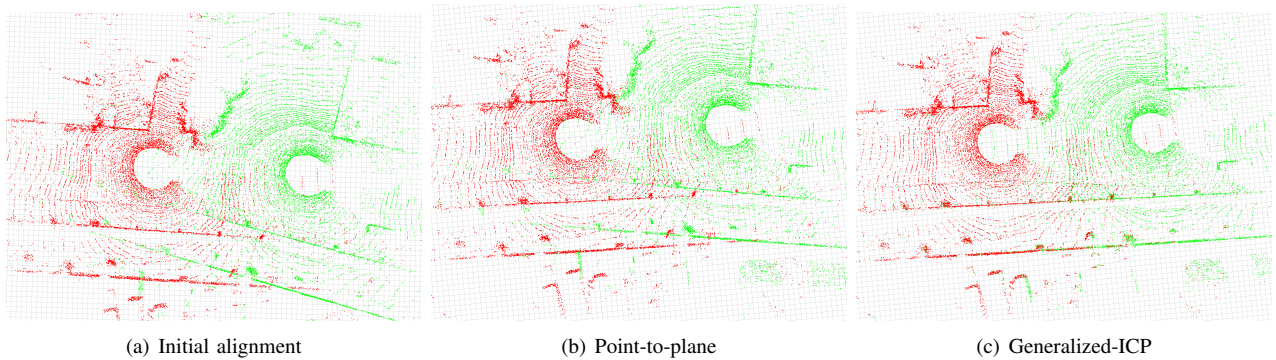 (a) Initial alignment
(b) Point-to-plane
(c) Generalized-ICP